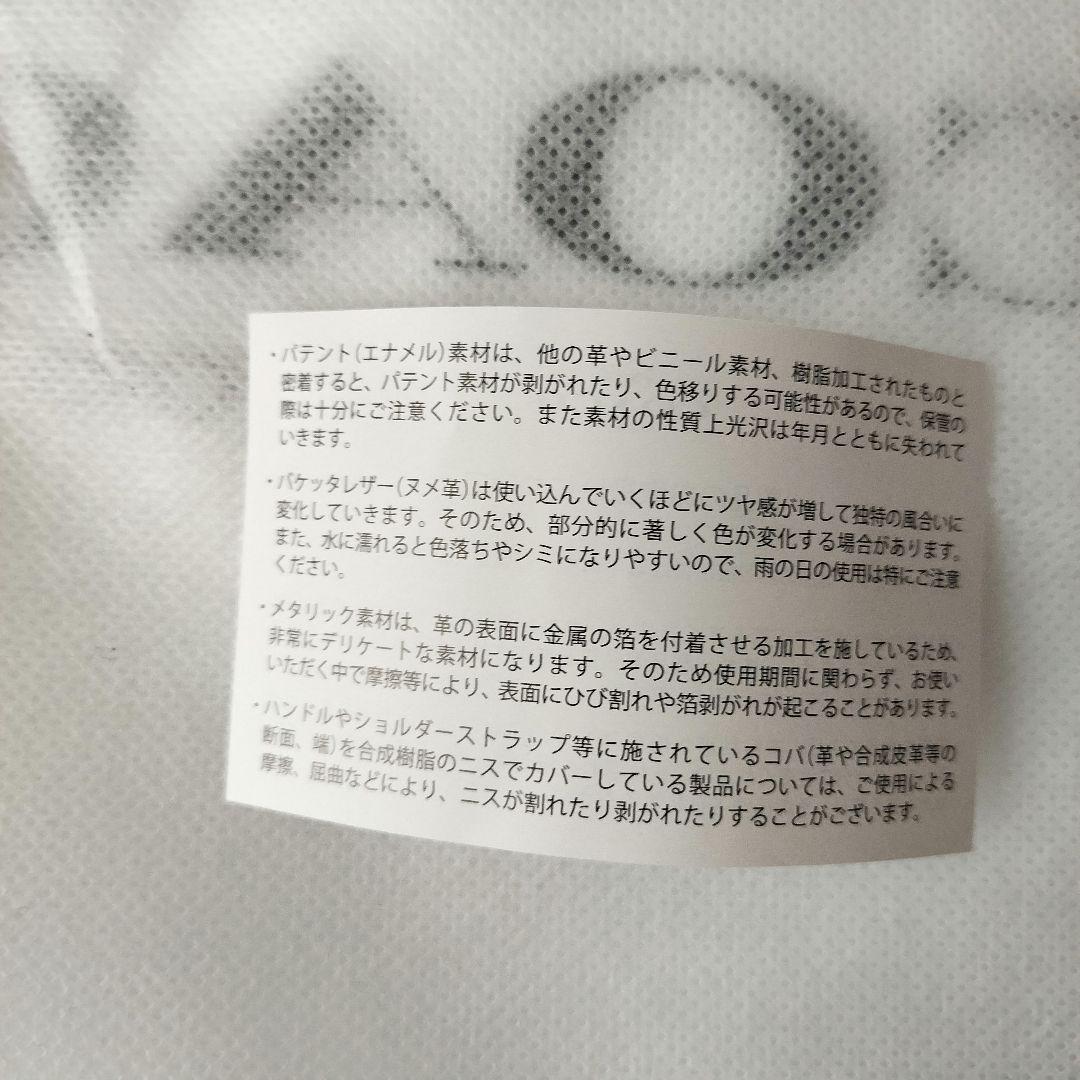 AO
・パテント(エナメル)素材は、他の革やビニール素材、樹脂加工されたものと
密着すると、パテント素材が剥がれたり、色移りする可能性があるので、保管の
際は十分にご注意ください。また素材の性質上光沢は年月とともに失われて
いきます。
・バケッタレザー(ヌメ革)は使い込んでいくほどにツヤ感が増して独特の風合いに
変化していきます。そのため、部分的に著しく色が変化する場合があります。
また、水に濡れると色落ちやシミになりやすいので、雨の日の使用は特にご注意
ください。
・メタリック素材は、革の表面に金属の箔を付着させる加工を施しているため、
非常にデリケートな素材になります。そのため使用期間に関わらず、お使い
いただく中で摩擦等により、表面にひび割れや箔剥がれが起こることがあります。
・ハンドルやショルダーストラップ等に施されているコバ(革や合成皮革等の
断面、端)を合成樹脂のニスでカバーしている製品については、ご使用による
摩擦、屈曲などにより、ニスが割れたり剥がれたりすることがございます。